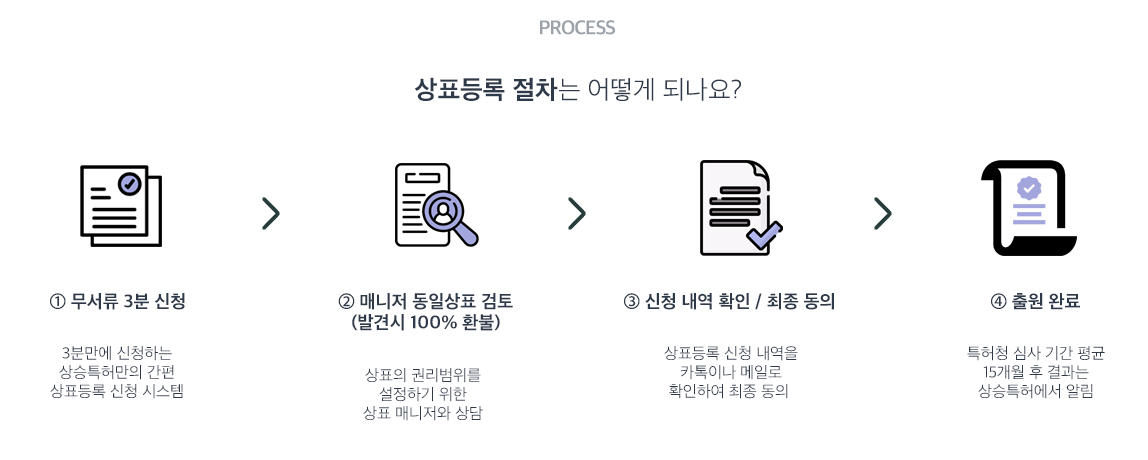 PROCESS
상표등록 절차는 어떻게 되나요?
① 무서류 3분 신청
3분만에 신청하는
상승특허만의 간편
상표등록 신청 시스템
② 매니저 동일상표 검토
(발견시 100% 환불)
상표의 권리범위를
설정하기 위한
상표 매니저와 상담
③ 신청 내역 확인 / 최종 동의
상표등록 신청 내역을
카톡이나 메일로
확인하여 최종 동의
④ 출원 완료
특허청 심사 기간 평균
15개월 후 결과는
상승특허에서 알림